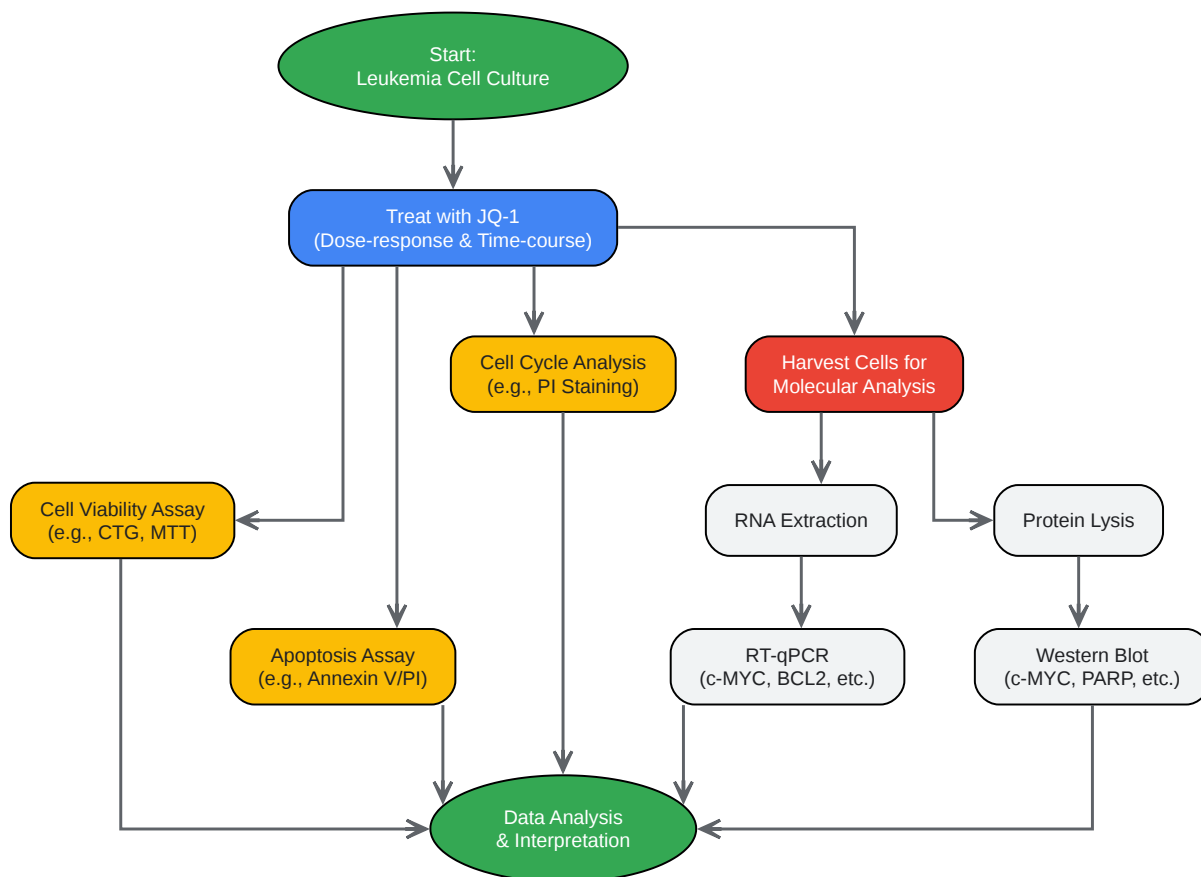 Start:
Leukemia Cell Culture
Treat with JQ-1
(Dose-response & Time-course)
Cell Cycle Analysis
(e.g., PI Staining)
Harvest Cells for
Molecular Analysis
Cell Viability Assay
(e.g., CTG, MTT)
RNA Extraction
Protein Lysis
Apoptosis Assay
(e.g., Annexin V/PI)
RT-qPCR
(c-MYC, BCL2, etc.)
Western Blot
(c-MYC, PARP, etc.)
Data Analysis
& Interpretation